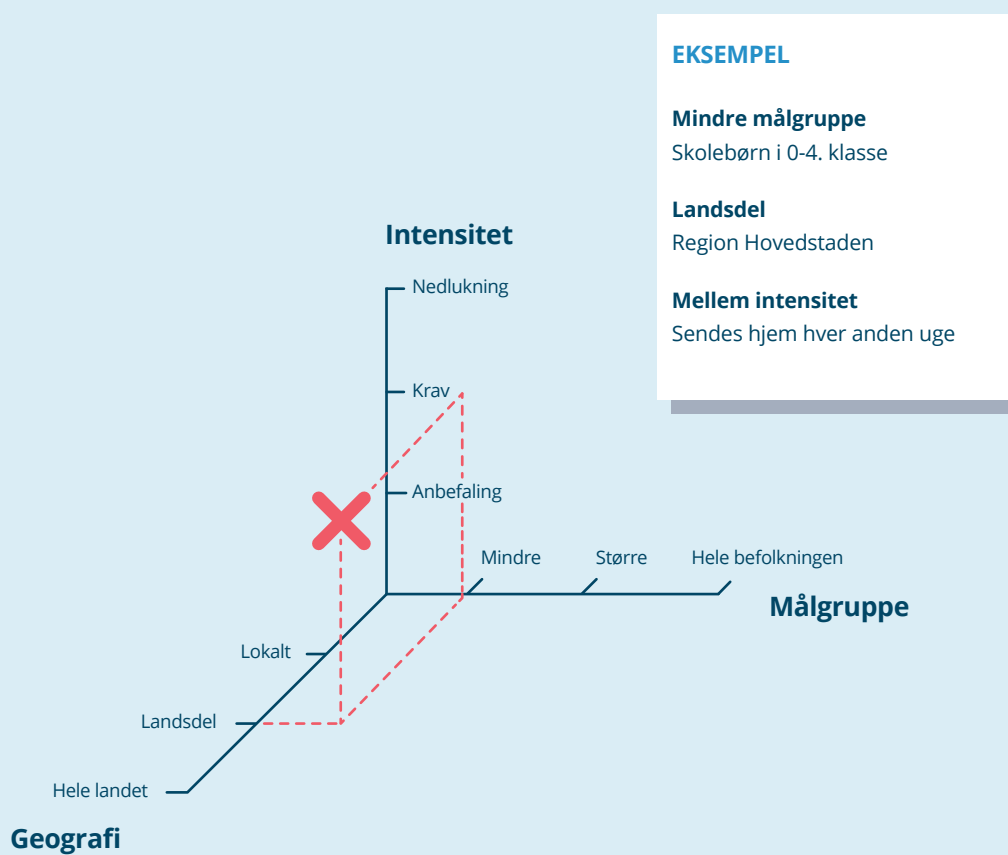 EKSEMPEL
Mindre målgruppe
Skolebørn i 0-4. klasse
Landsdel
Region Hovedstaden
Mellem intensitet
Sendes hjem hver anden uge
Intensitet
Nedlukning
Krav
Anbefaling
Mindre
Større
Hele befolkningen
Målgruppe
Lokalt
Landsdel
Hele landet
Geografi